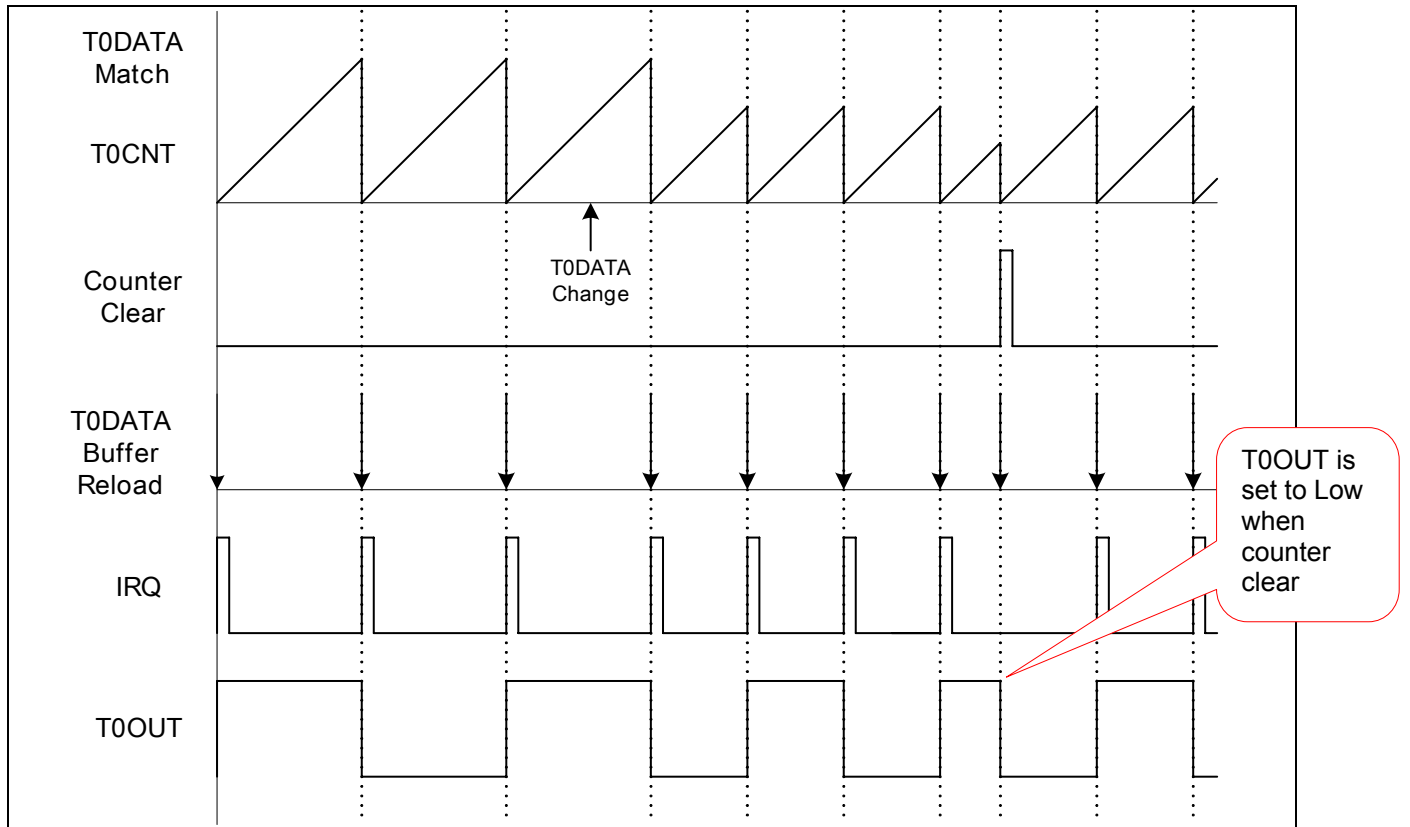 T0DATA
Match
T0CNT
T0DATA
Change
Counter
Clear
T0DATA
Buffer
Reload
T0OUT is
set to Low
when
counter
clear
IRQ
T0OUT